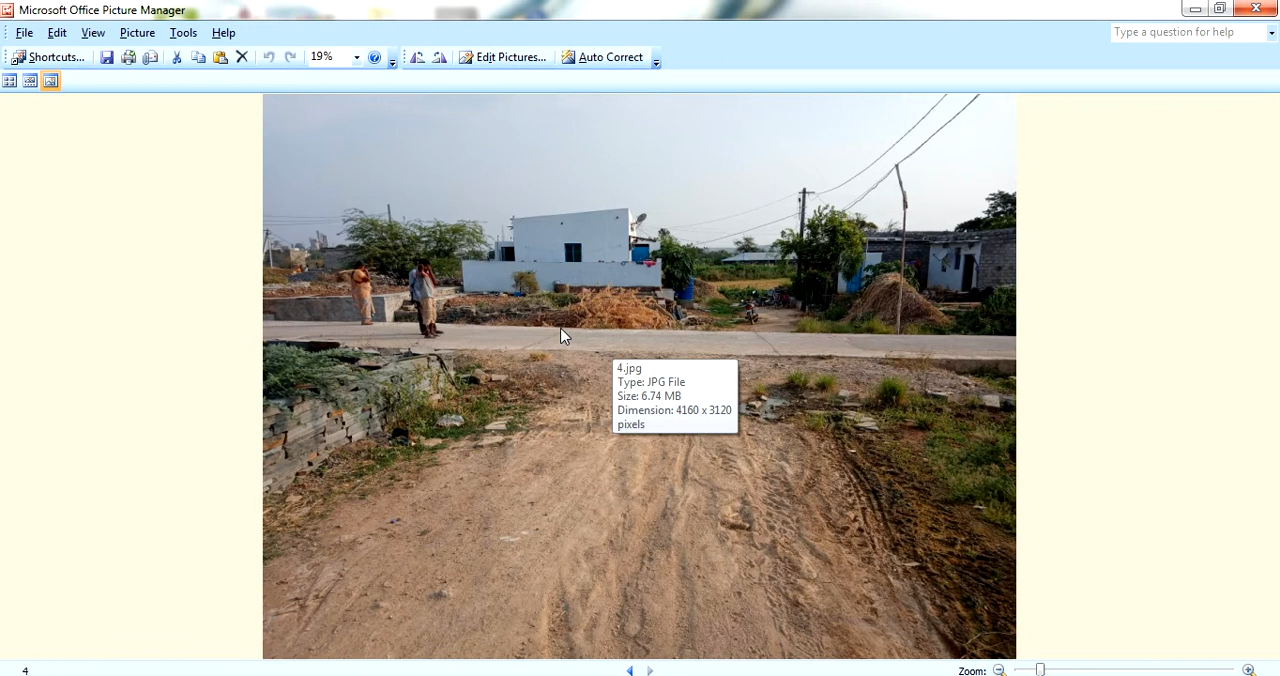 Microsoft Office Picture Manager
File Edit View Picture Tools Help
Type a question for help
Shortcuts... 19% Edit Pictures... Auto Correct
4.jpg
Type: JPG File
Size: 6.74 MB
Dimension: 4160 x 3120
pixels
4 Zoom: